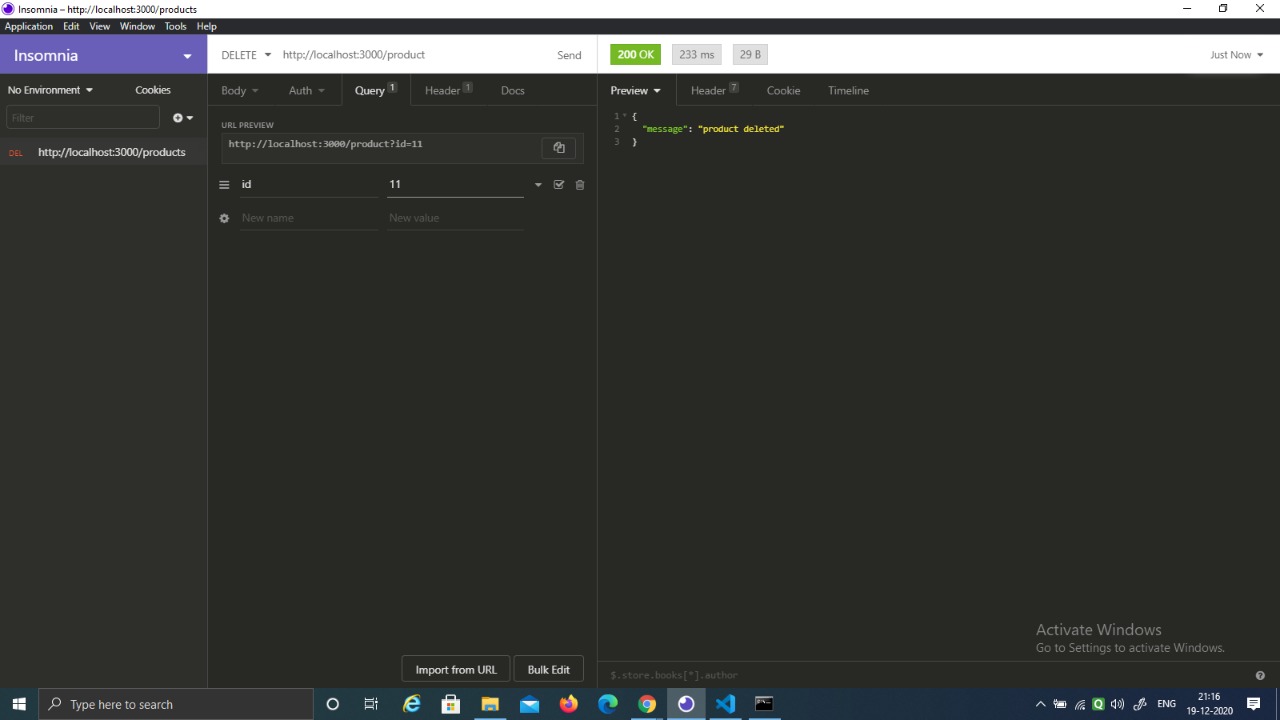 Insomnia – http://localhost:3000/products
Application Edit View Window Tools Help
Insomnia
DELETE http://localhost:3000/product Send
200 OK 233 ms 29 B Just Now
No Environment Cookies
Body Auth Query 1 Header 1 Docs
Preview Header 7 Cookie Timeline
Filter
DEL http://localhost:3000/products
URL PREVIEW
http://localhost:3000/product?id=11
id 11
New name New value
1 {
2 "message": "product deleted"
3 }
Import from URL Bulk Edit
Activate Windows
Go to Settings to activate Windows.
$.store.books[*].author
Type here to search
ENG
21:16
19-12-2020